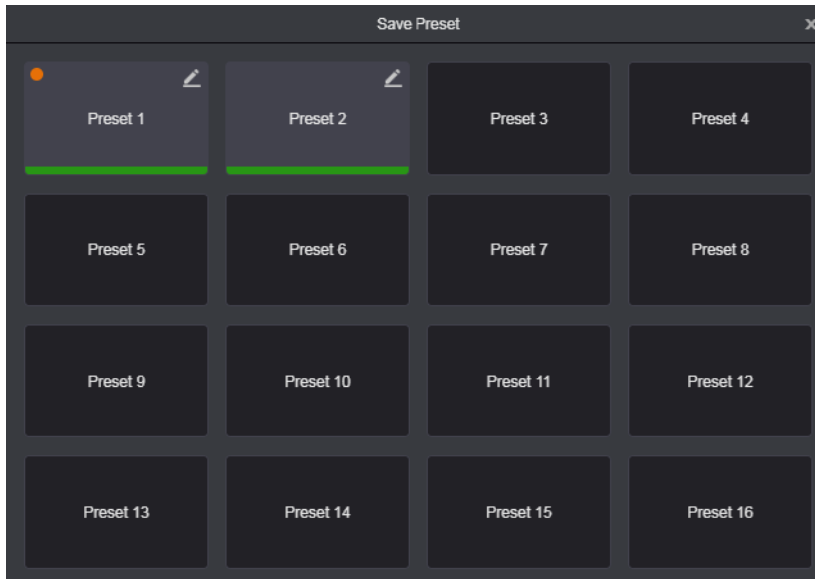 Save Preset
Preset 1
Preset 2
Preset 3
Preset 4
Preset 5
Preset 6
Preset 7
Preset 8
Preset 9
Preset 10
Preset 11
Preset 12
Preset 13
Preset 14
Preset 15
Preset 16